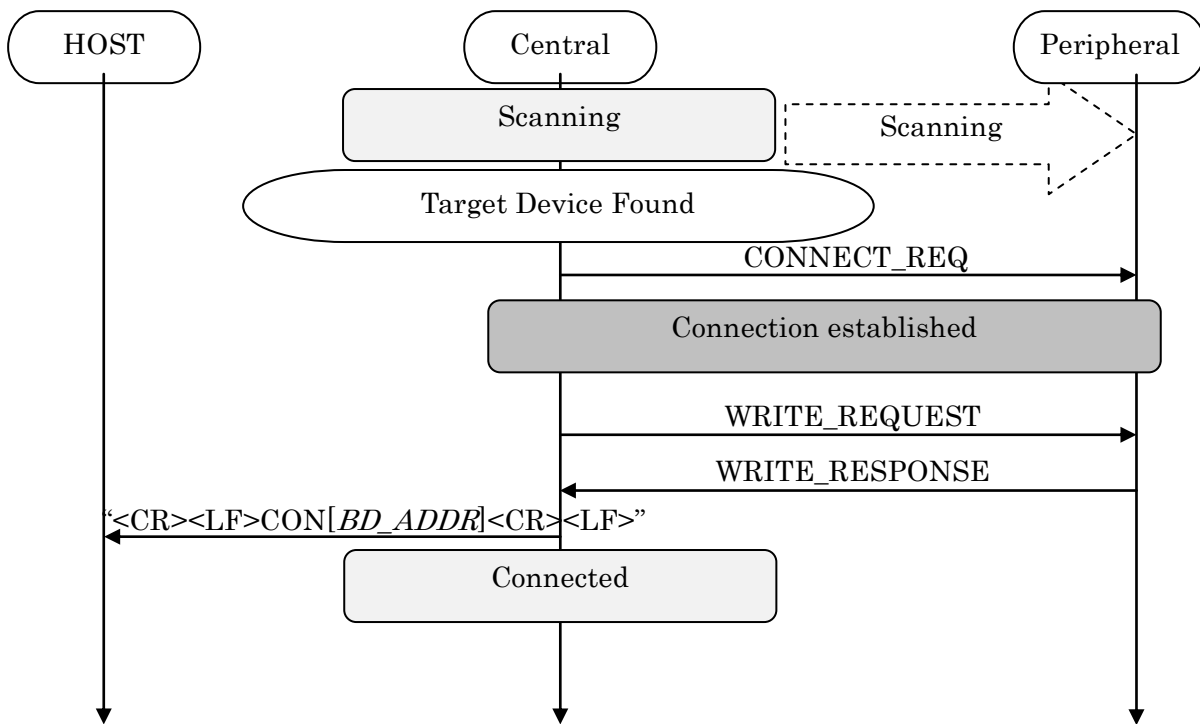 HOST
Central
Peripheral
Scanning
Scanning
Target Device Found
CONNECT_REQ
Connection established
WRITE_REQUEST
WRITE_RESPONSE
“<CR><LF>CON[BD_ADDR]<CR><LF>”
Connected